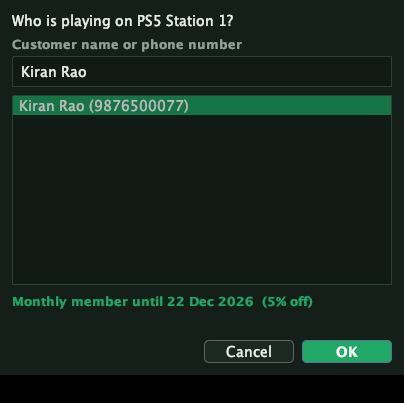 Who is playing on PS5 Station 1?
Customer name or phone number
Kiran Rao
Kiran Rao (9876500077)
Monthly member until 22 Dec 2026 (5% off)
Cancel OK